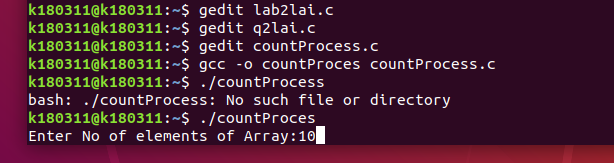 k180311@k180311:~$ gedit lab2lai.c
k180311@k180311:~$ gedit q2lai.c
k180311@k180311:~$ gedit countProcess.c
k180311@k180311:~$ gcc -o countProces countProcess.c
k180311@k180311:~$ ./countProcess
bash: ./countProcess: No such file or directory
k180311@k180311:~$ ./countProces
Enter No of elements of Array:10